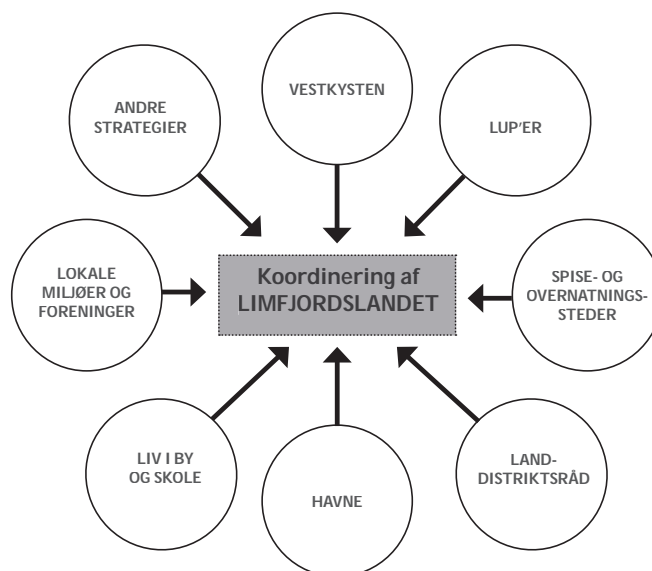 VESTKYSTEN
ANDRE
STRATEGIER
LUP'ER
LOKALE
MILJØER OG
FORENINGER
Koordinering af
LIMFJORDSLANDET
SPISE- OG
OVERNATNINGS-
STEDER
LIV I BY
OG SKOLE
HAVNE
LAND-
DISTRIKTSRÅD